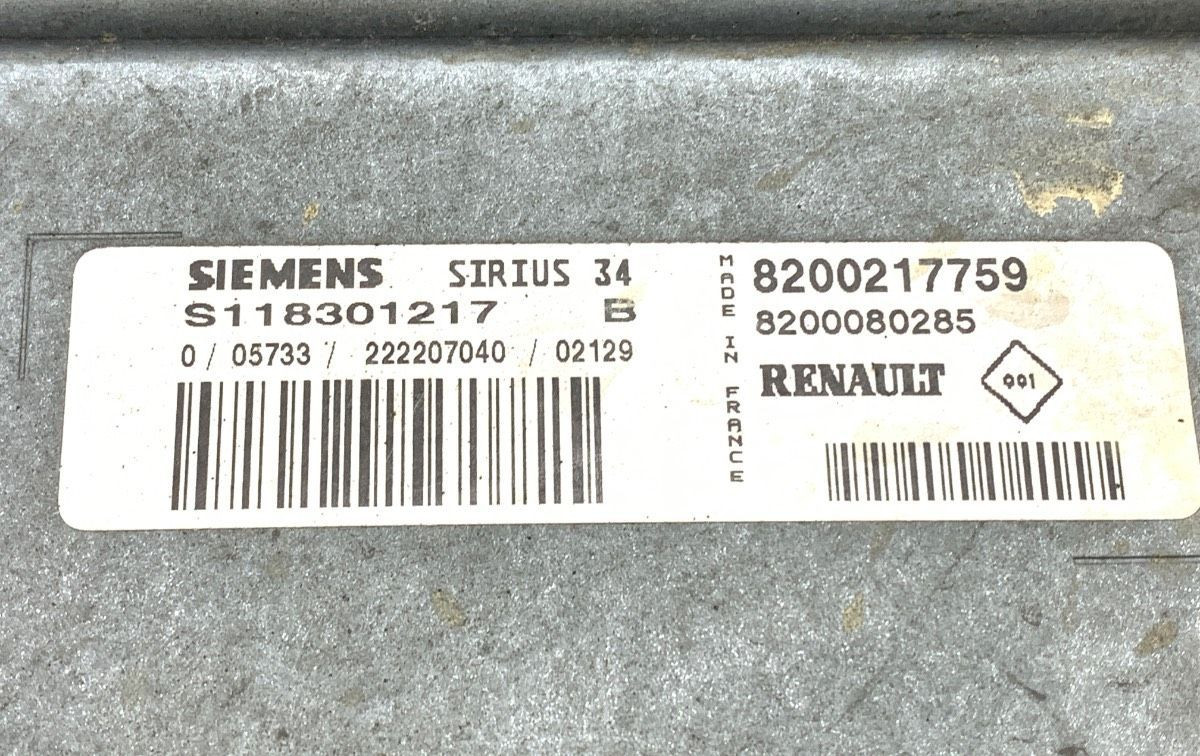 SIEMENS SIRIUS 34
S118301217 B
0 / 05733 / 222207040 / 02129
MADE IN FRANCE
8200217759
8200080285
RENAULT 001